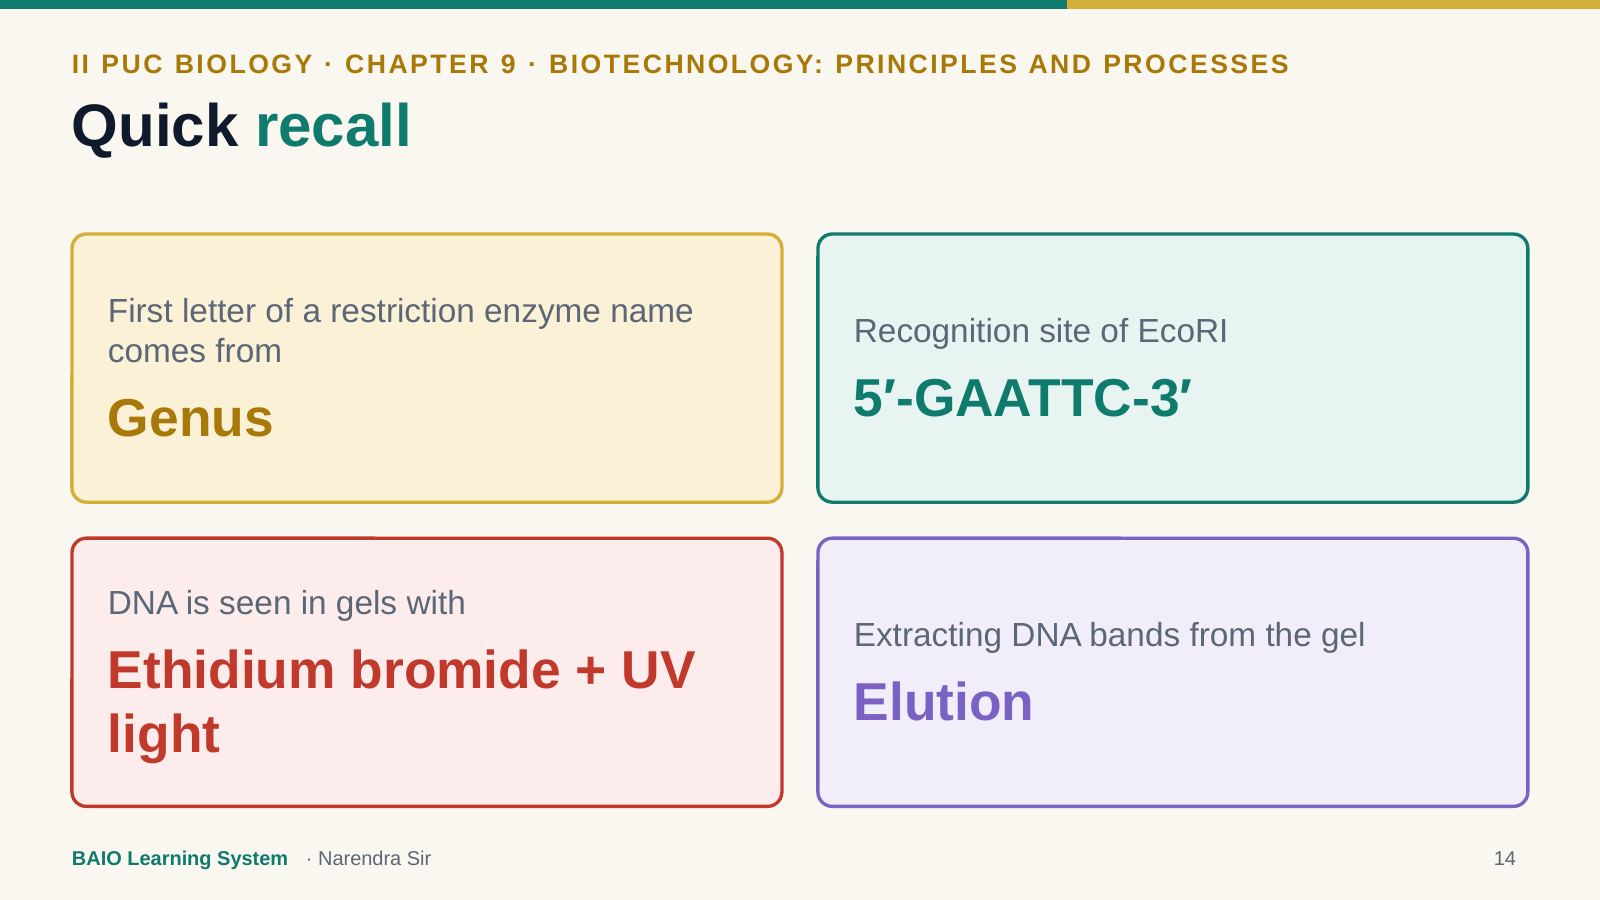 II PUC BIOLOGY · CHAPTER 9 · BIOTECHNOLOGY: PRINCIPLES AND PROCESSES
Quick recall
First letter of a restriction enzyme name
comes from
Genus
Recognition site of EcoRI
5′-GAATTC-3′
DNA is seen in gels with
Ethidium bromide + UV
light
Extracting DNA bands from the gel
Elution
BAIO Learning System · Narendra Sir
14